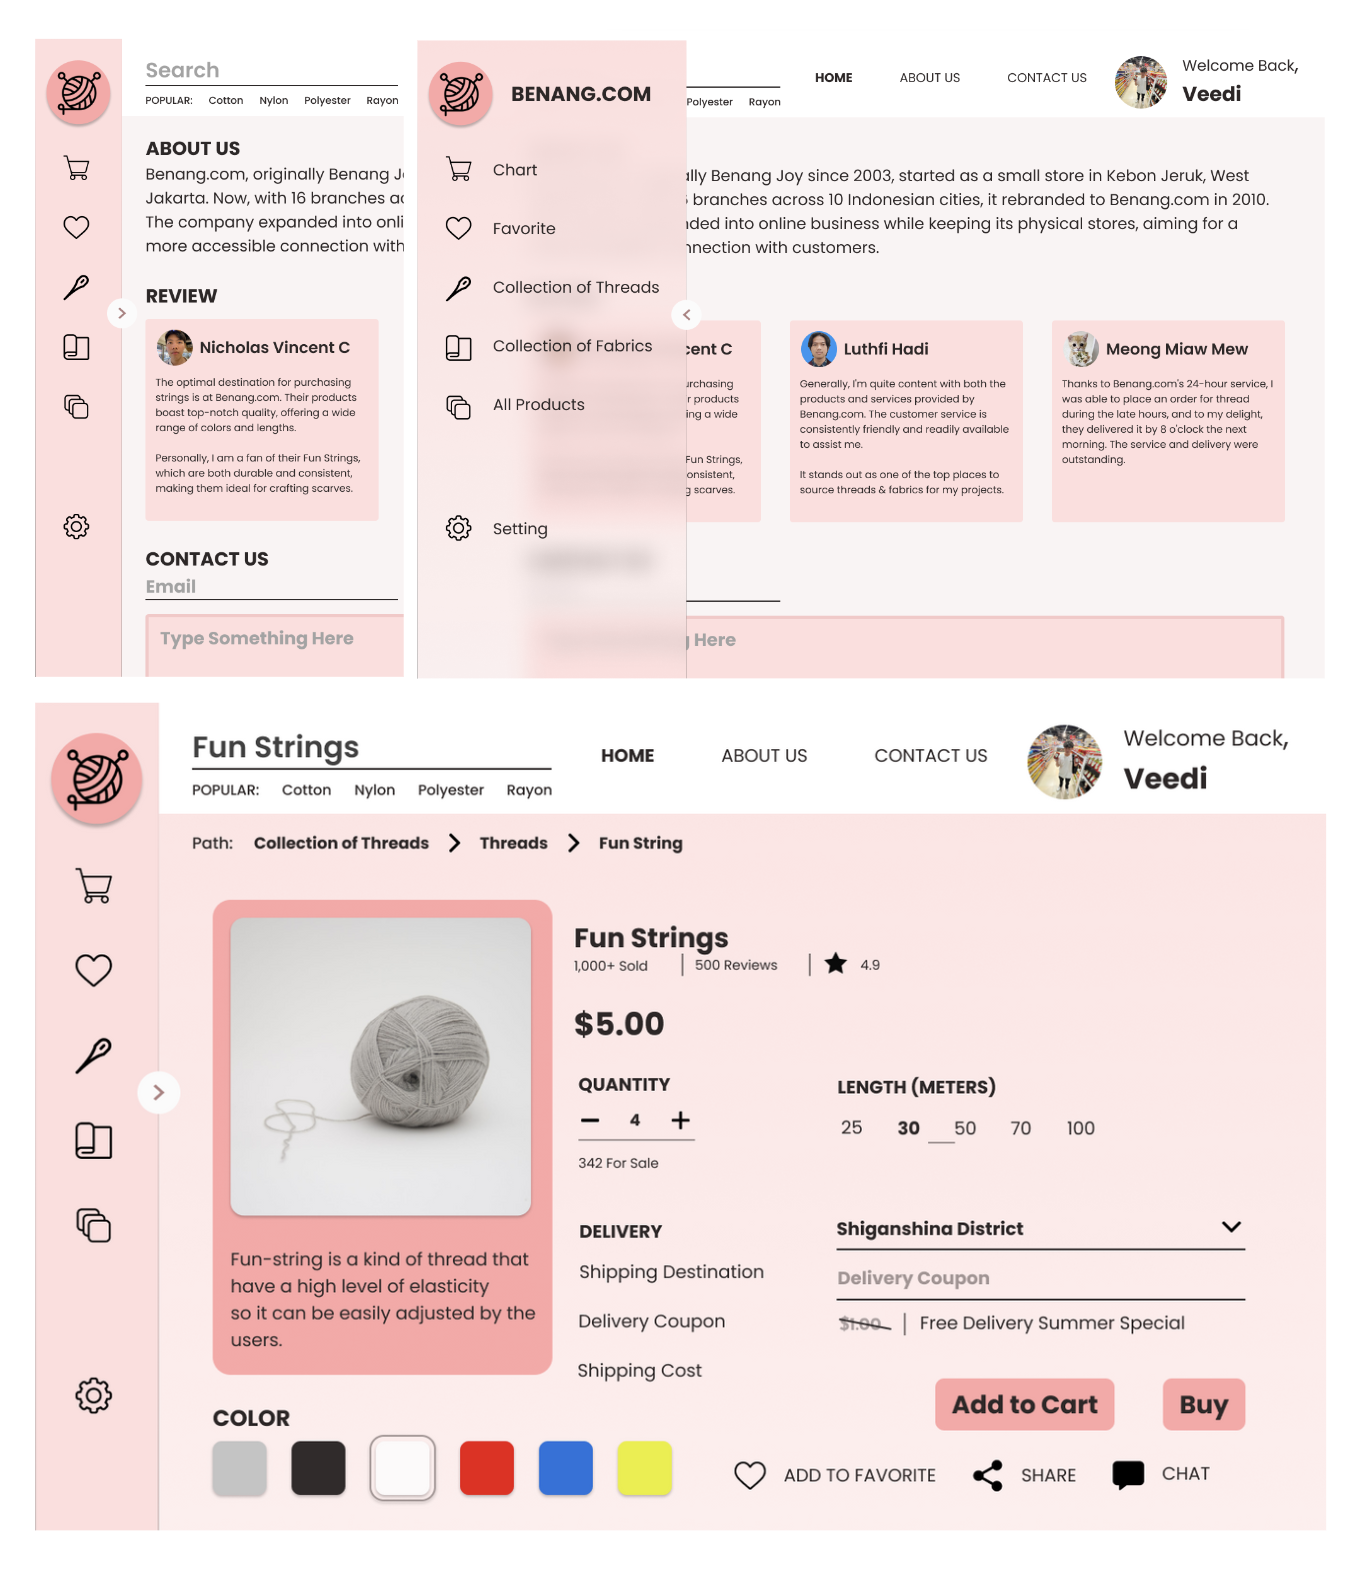 Search
POPULAR: Cotton Nylon Polyester Rayon
ABOUT US
Benang.com, originally Benang J
Jakarta. Now, with 16 branches ac
The company expanded into onli
more accessible connection with
REVIEW
Nicholas Vincent C
The optimal destination for purchasing
strings is at Benang.com. Their products
boast top-notch quality, offering a wide
range of colors and lengths.
Personally, I am a fan of their Fun Strings,
which are both durable and consistent,
making them ideal for crafting scarves.
CONTACT US
Email
Type Something Here
BENANG.COM
Chart
Favorite
Collection of Threads
Collection of Fabrics
All Products
Setting
Polyester Rayon
HOME ABOUT US CONTACT US
Welcome Back,
Veedi
ally Benang Joy since 2003, started as a small store in Kebon Jeruk, West
branches across 10 Indonesian cities, it rebranded to Benang.com in 2010.
ded into online business while keeping its physical stores, aiming for a
nnection with customers.
cent C
urchasing
r products
ing a wide
Fun Strings,
onsistent,
g scarves.
Luthfi Hadi
Generally, I'm quite content with both the
products and services provided by
Benang.com. The customer service is
consistently friendly and readily available
to assist me.
It stands out as one of the top places to
source threads & fabrics for my projects.
Meong Miaw Mew
Thanks to Benang.com's 24-hour service, I
was able to place an order for thread
during the late hours, and to my delight,
they delivered it by 8 o'clock the next
morning. The service and delivery were
outstanding.
g Here
Fun Strings
POPULAR: Cotton Nylon Polyester Rayon
HOME ABOUT US CONTACT US
Welcome Back,
Veedi
Path: Collection of Threads > Threads > Fun String
Fun Strings
1,000+ Sold | 500 Reviews | ★ 4.9
$5.00
QUANTITY
− 4 +
342 For Sale
LENGTH (METERS)
25 30 50 70 100
DELIVERY
Shipping Destination
Delivery Coupon
Shipping Cost
Shiganshina District
Delivery Coupon
$1.00 | Free Delivery Summer Special
Fun-string is a kind of thread that
have a high level of elasticity
so it can be easily adjusted by the
users.
COLOR
Add to Cart Buy
ADD TO FAVORITE SHARE CHAT